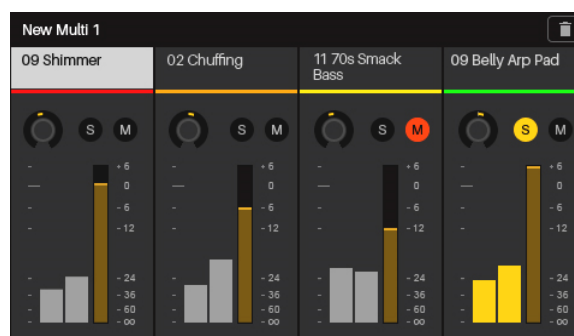 New Multi 1
09 Shimmer
02 Chuffing
11 70s Smack
Bass
09 Belly Arp Pad
S M S M S M S M
+6 +6 +6 +6
0 0 0 0
-6 -6 -6 -6
-12 -12 -12 -12
-24 -24 -24 -24
-36 -36 -36 -36
-60 -60 -60 -60
-∞ -∞ -∞ -∞